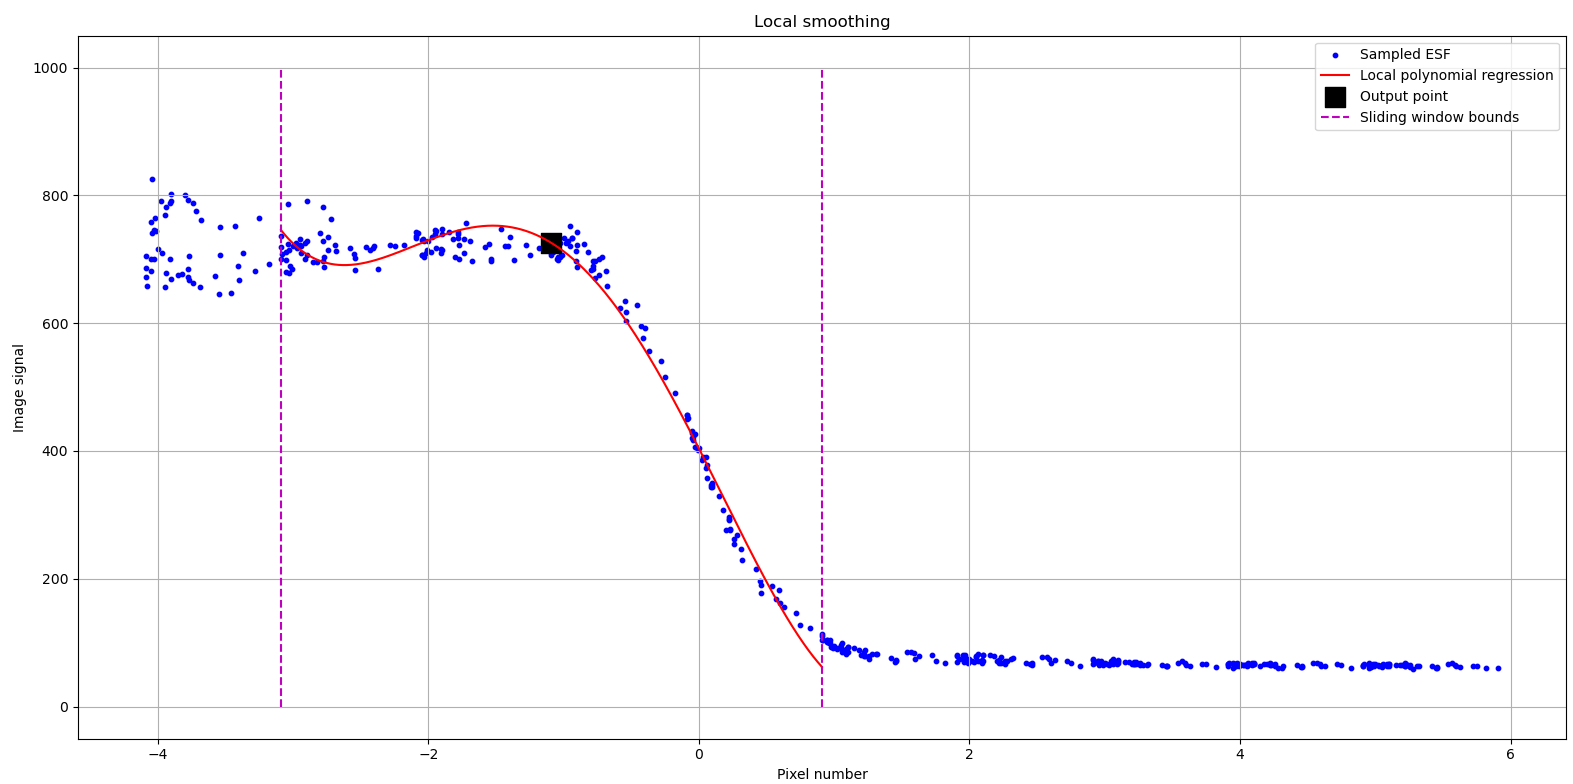 Local smoothing
Sampled ESF
Local polynomial regression
Output point
Sliding window bounds
1000
800
600
400
200
0
Image signal
−4 −2 0 2 4 6
Pixel number